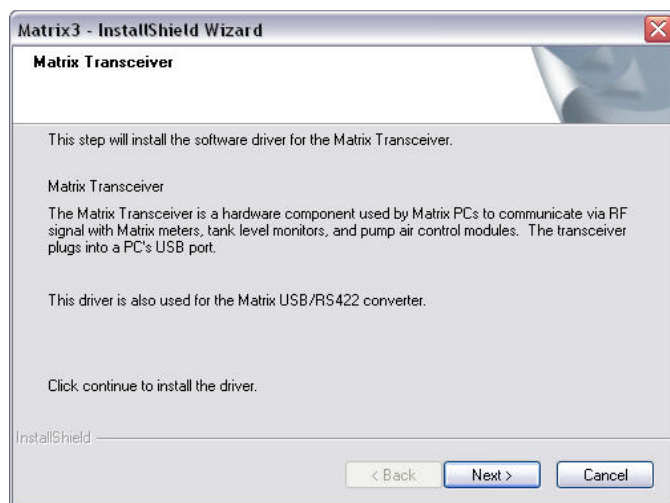 Matrix3 - InstallShield Wizard
Matrix Transceiver
This step will install the software driver for the Matrix Transceiver.
Matrix Transceiver
The Matrix Transceiver is a hardware component used by Matrix PCs to communicate via RF
signal with Matrix meters, tank level monitors, and pump air control modules. The transceiver
plugs into a PC's USB port.
This driver is also used for the Matrix USB/RS422 converter.
Click continue to install the driver.
InstallShield
< Back Next > Cancel